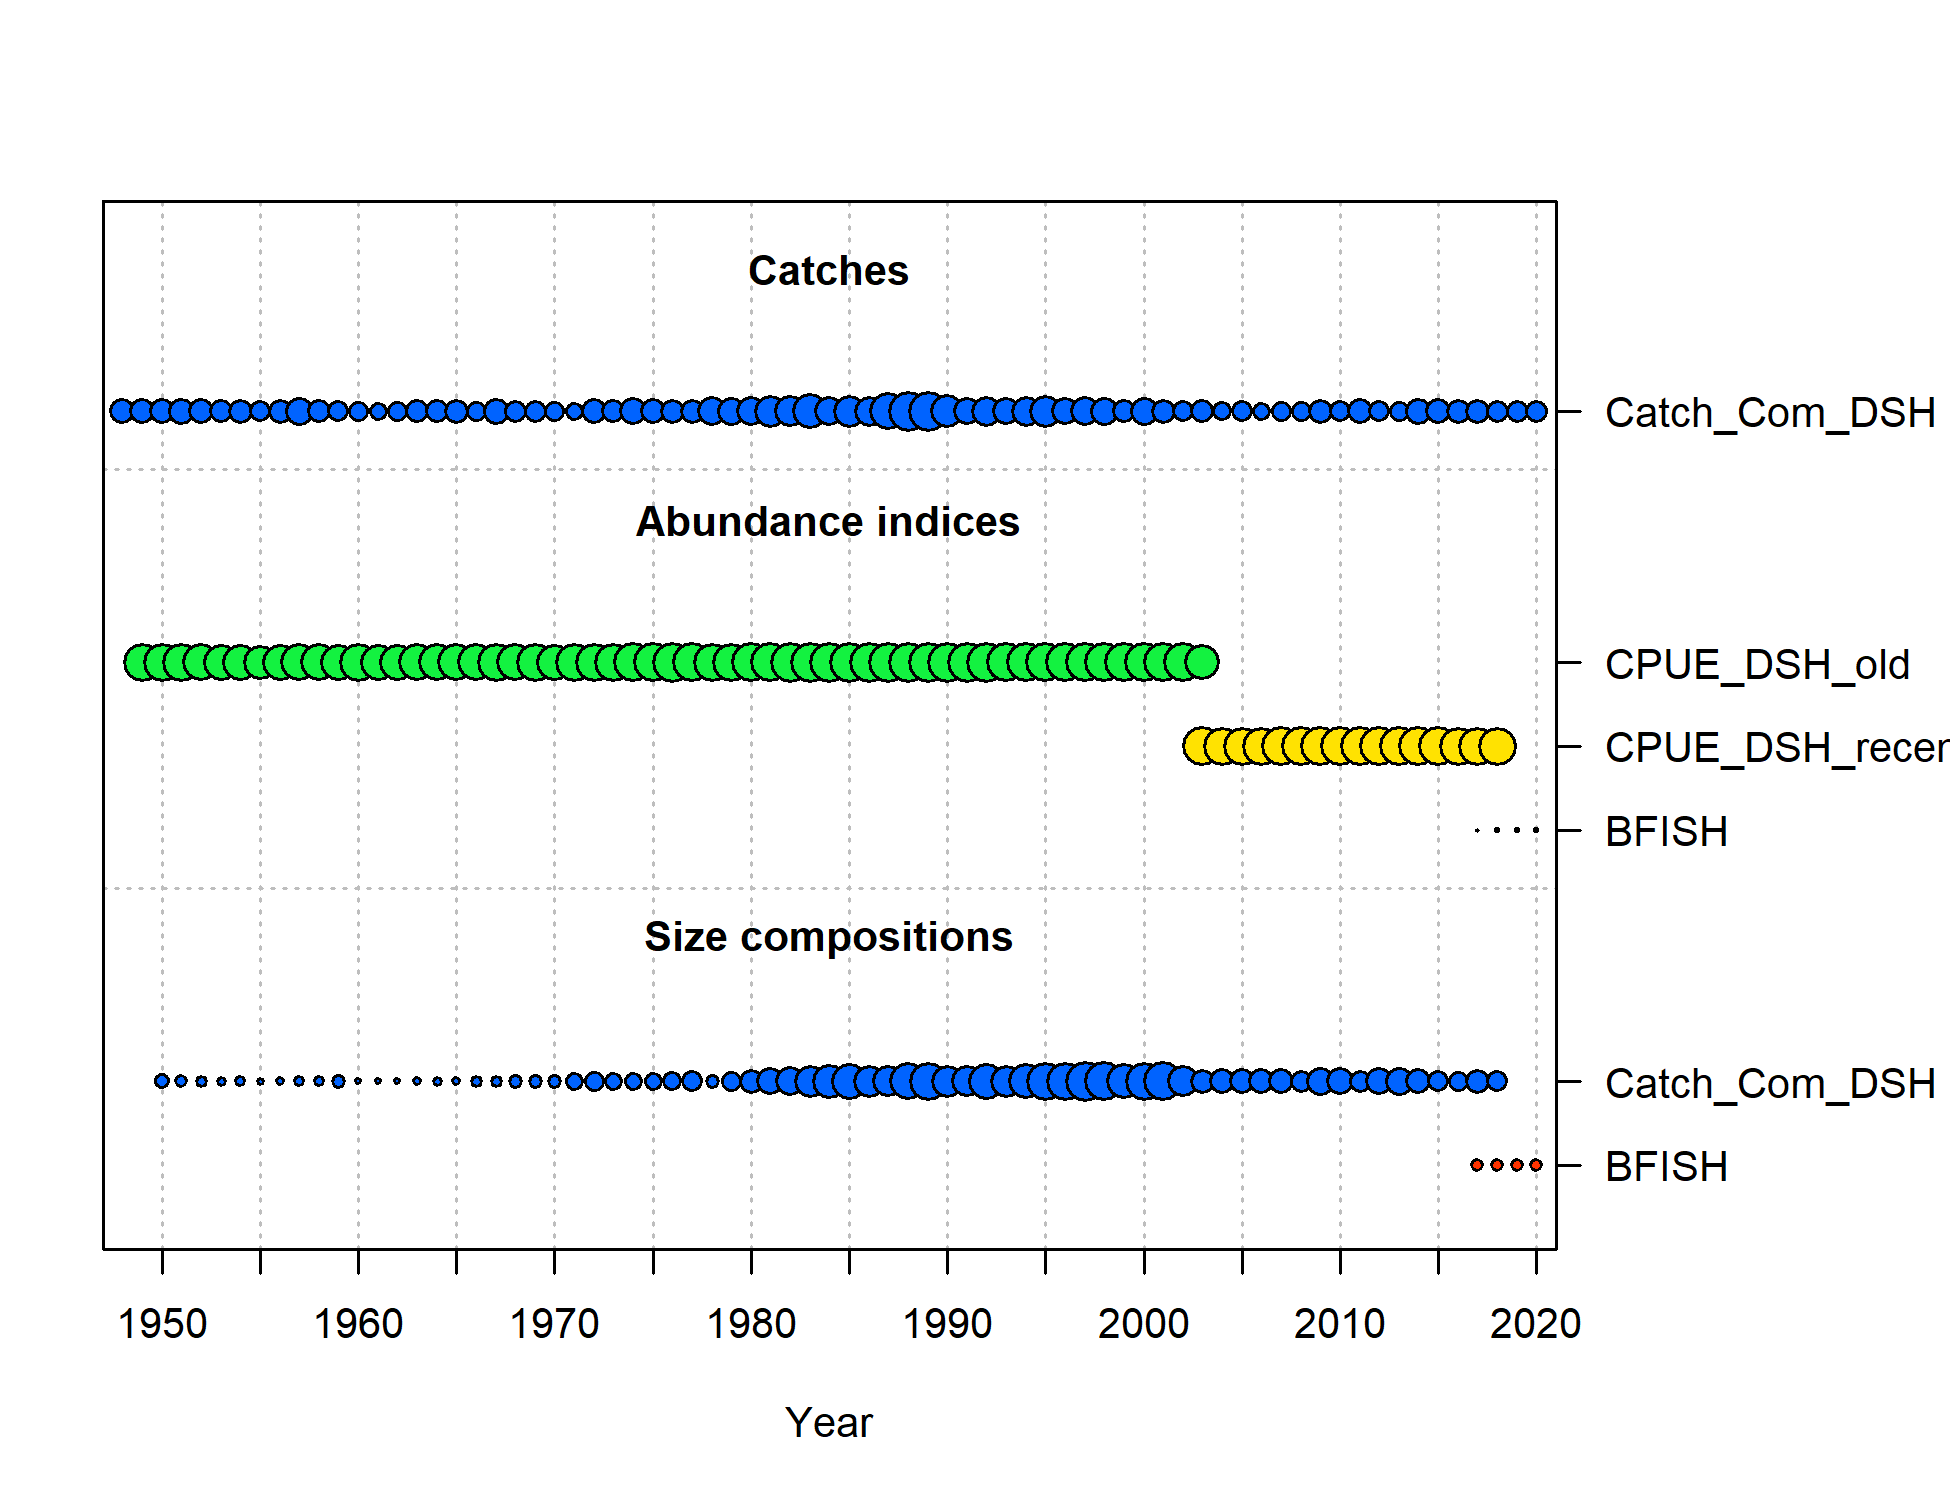 Catches
Catch_Com_DSH
Abundance indices
CPUE_DSH_old
CPUE_DSH_recer
BFISH
Size compositions
Catch_Com_DSH
BFISH
1950 1960 1970 1980 1990 2000 2010 2020
Year